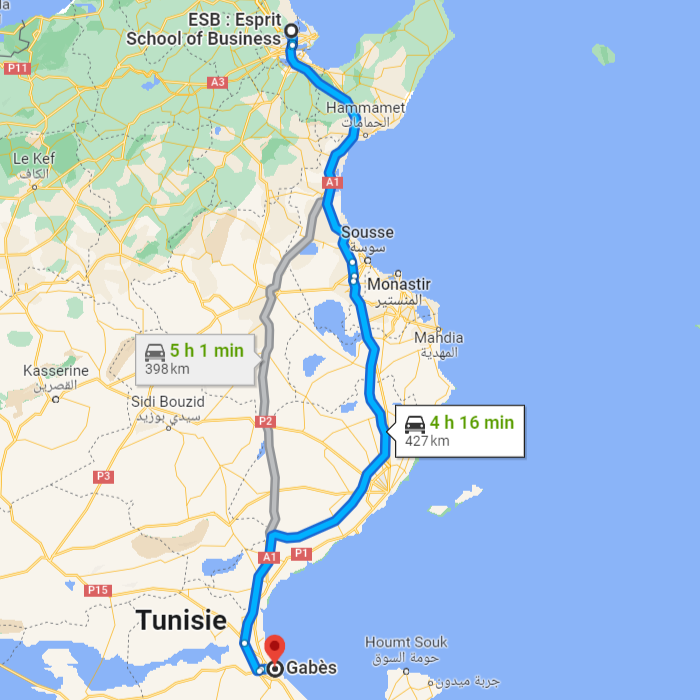 ESB : Esprit
School of Business
P11
A3
Hammamet
الحمامات
Le Kef
الكاف
A1
Sousse
سوسة
Monastir
المنستير
Mahdia
المهدية
5 h 1 min
398 km
Kasserine
القصرين
Sidi Bouzid
سيدي بوزيد
4 h 16 min
427 km
P2
P3
A1
P1
P15
Tunisie
Gabès
Houmt Souk
حومة السوق
جربة ميدون